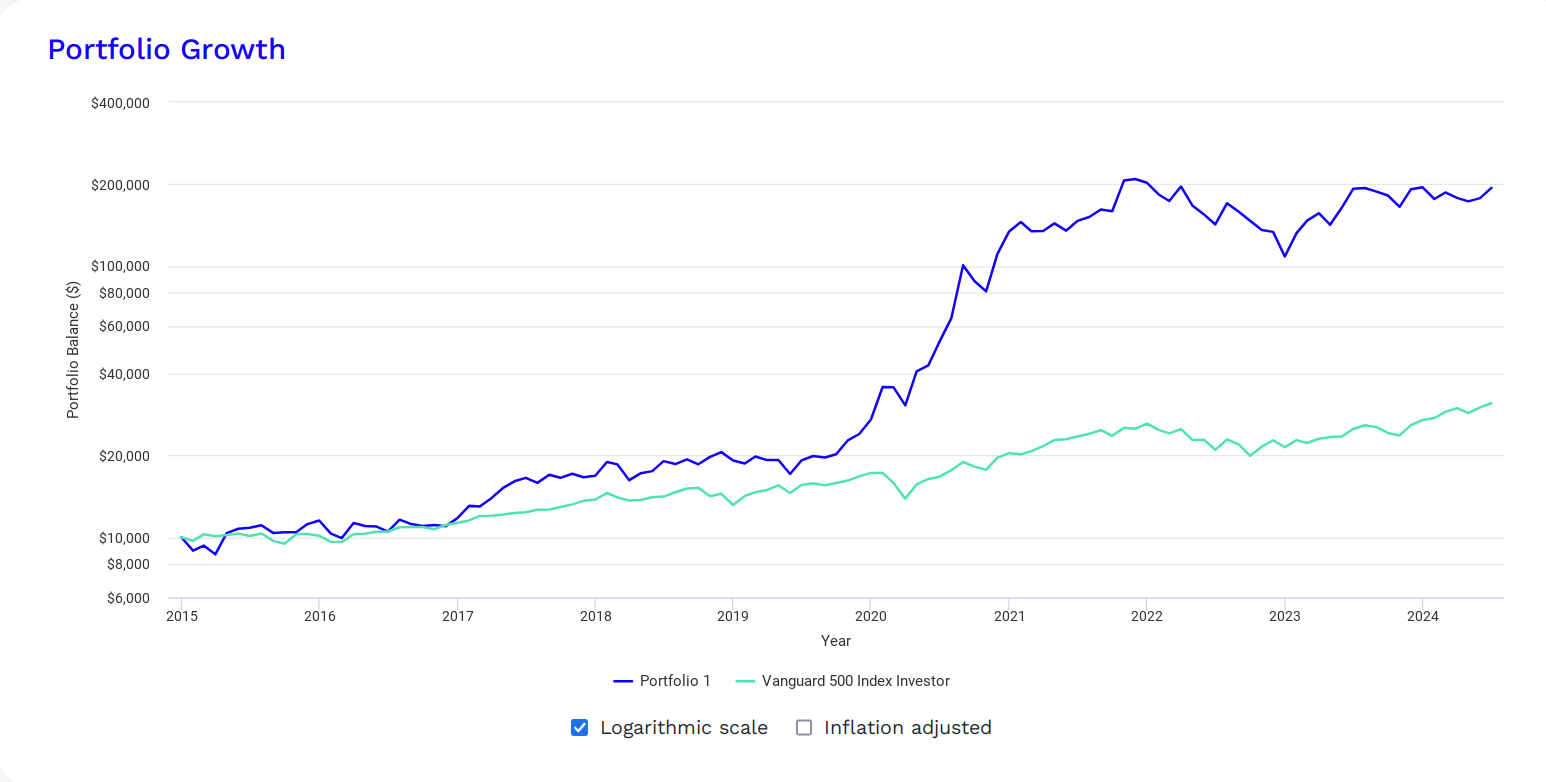 Portfolio Growth
$400,000
$200,000
$100,000
$80,000
$60,000
$40,000
$20,000
$10,000
$8,000
$6,000
Portfolio Balance ($)
2015 2016 2017 2018 2019 2020 2021 2022 2023 2024
Year
Portfolio 1 Vanguard 500 Index Investor
Logarithmic scale Inflation adjusted